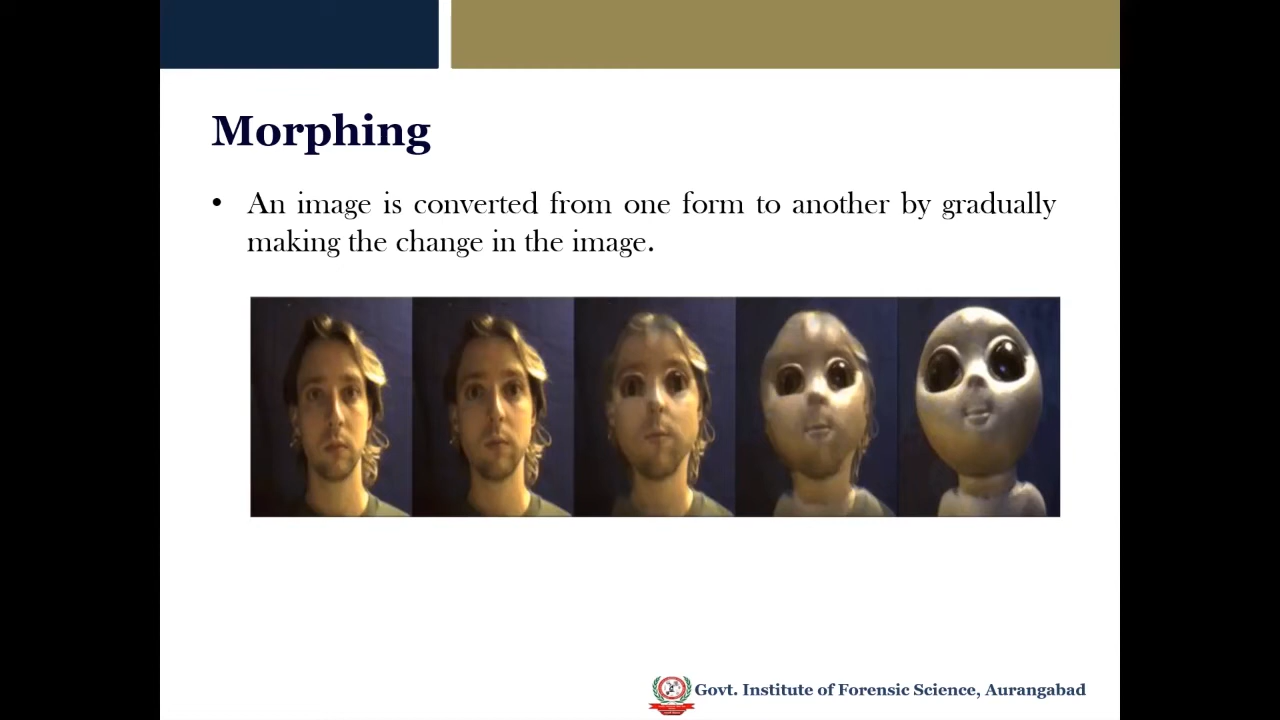 Morphing
• An image is converted from one form to another by gradually
making the change in the image.
Govt. Institute of Forensic Science, Aurangabad